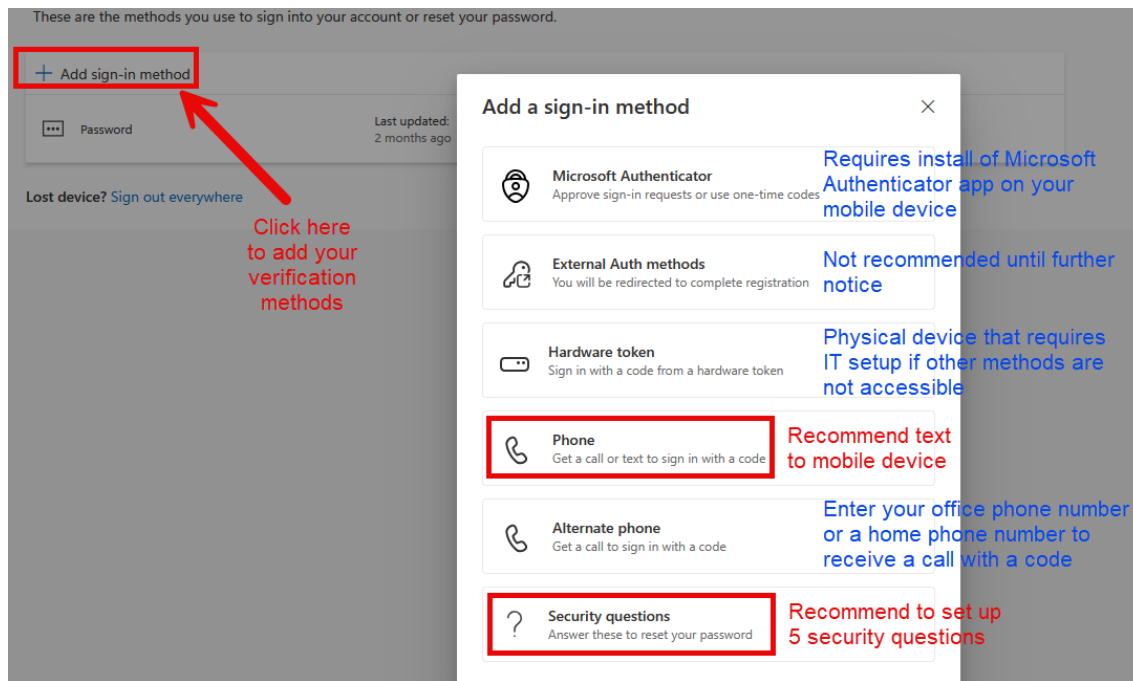 These are the methods you use to sign into your account or reset your password.
+ Add sign-in method
Password
Last updated:
2 months ago
Lost device? Sign out everywhere
Click here
to add your
verification
methods
Add a sign-in method
Microsoft Authenticator
Approve sign-in requests or use one-time codes
Requires install of Microsoft
Authenticator app on your
mobile device
External Auth methods
You will be redirected to complete registration
Not recommended until further
notice
Hardware token
Sign in with a code from a hardware token
Physical device that requires
IT setup if other methods are
not accessible
Phone
Get a call or text to sign in with a code
Recommend text
to mobile device
Alternate phone
Get a call to sign in with a code
Enter your office phone number
or a home phone number to
receive a call with a code
Security questions
Answer these to reset your password
Recommend to set up
5 security questions